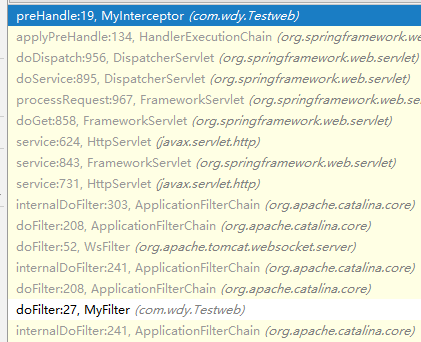 preHandle:19, MyInterceptor (com.wdy.Testweb)
applyPreHandle:134, HandlerExecutionChain (org.springframework.we
doDispatch:956, DispatcherServlet (org.springframework.web.servlet)
doService:895, DispatcherServlet (org.springframework.web.servlet)
processRequest:967, FrameworkServlet (org.springframework.web.se
doGet:858, FrameworkServlet (org.springframework.web.servlet)
service:624, HttpServlet (javax.servlet.http)
service:843, FrameworkServlet (org.springframework.web.servlet)
service:731, HttpServlet (javax.servlet.http)
internalDoFilter:303, ApplicationFilterChain (org.apache.catalina.core)
doFilter:208, ApplicationFilterChain (org.apache.catalina.core)
doFilter:52, WsFilter (org.apache.tomcat.websocket.server)
internalDoFilter:241, ApplicationFilterChain (org.apache.catalina.core)
doFilter:208, ApplicationFilterChain (org.apache.catalina.core)
doFilter:27, MyFilter (com.wdy.Testweb)
internalDoFilter:241, ApplicationFilterChain (org.apache.catalina.core)